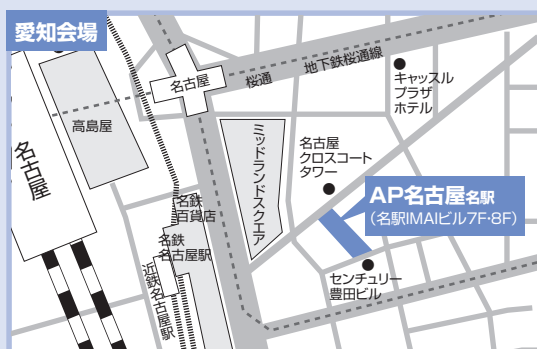 愛知会場
名古屋
桜通
地下鉄桜通線
キャッスル
プラザ
ホテル
高島屋
名古屋
ミッドランドスクエア
名古屋
クロスコート
タワー
AP名古屋名駅
(名駅IMAIビル7F・8F)
名鉄
百貨店
名鉄
名古屋駅
近鉄名古屋駅
センチュリー
豊田ビル